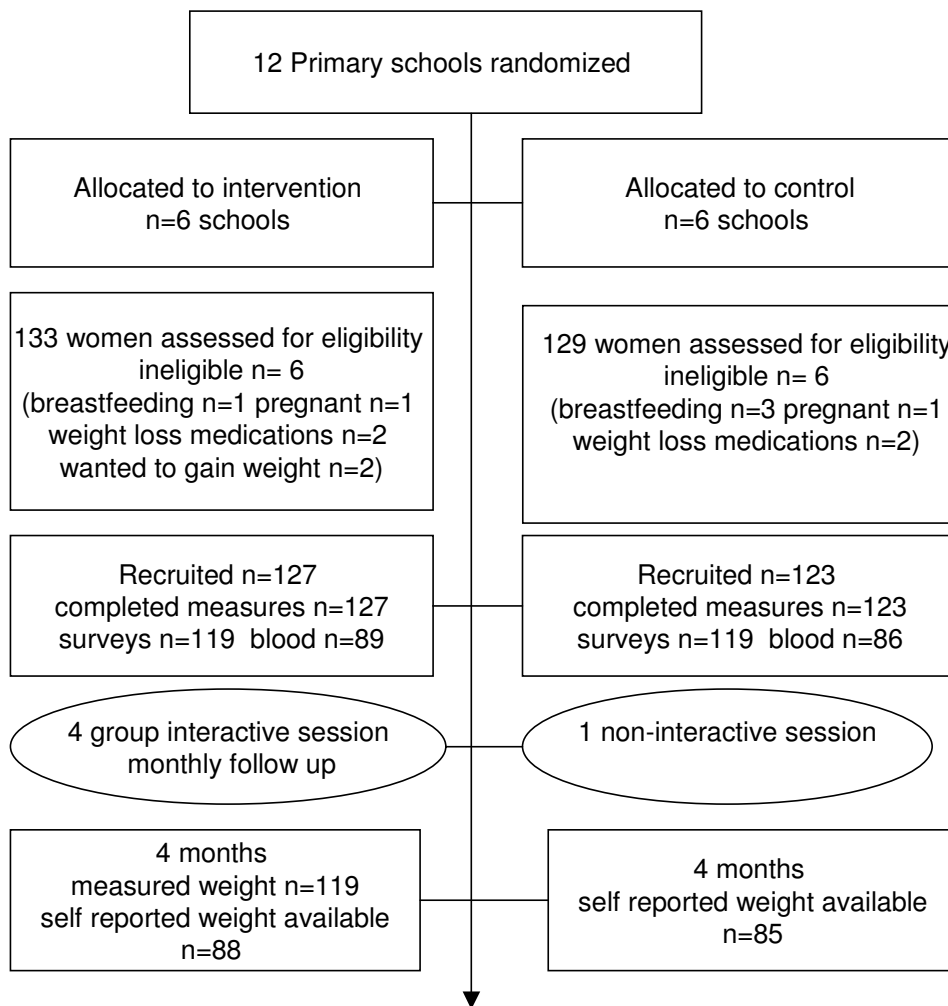 12 Primary schools randomized
Allocated to intervention
n=6 schools
Allocated to control
n=6 schools
133 women assessed for eligibility
ineligible n= 6
(breastfeeding n=1 pregnant n=1
weight loss medications n=2
wanted to gain weight n=2)
129 women assessed for eligibility
ineligible n= 6
(breastfeeding n=3 pregnant n=1
weight loss medications n=2)
Recruited n=127
completed measures n=127
surveys n=119 blood n=89
Recruited n=123
completed measures n=123
surveys n=119 blood n=86
4 group interactive session
monthly follow up
1 non-interactive session
4 months
measured weight n=119
self reported weight available
n=88
4 months
self reported weight available
n=85